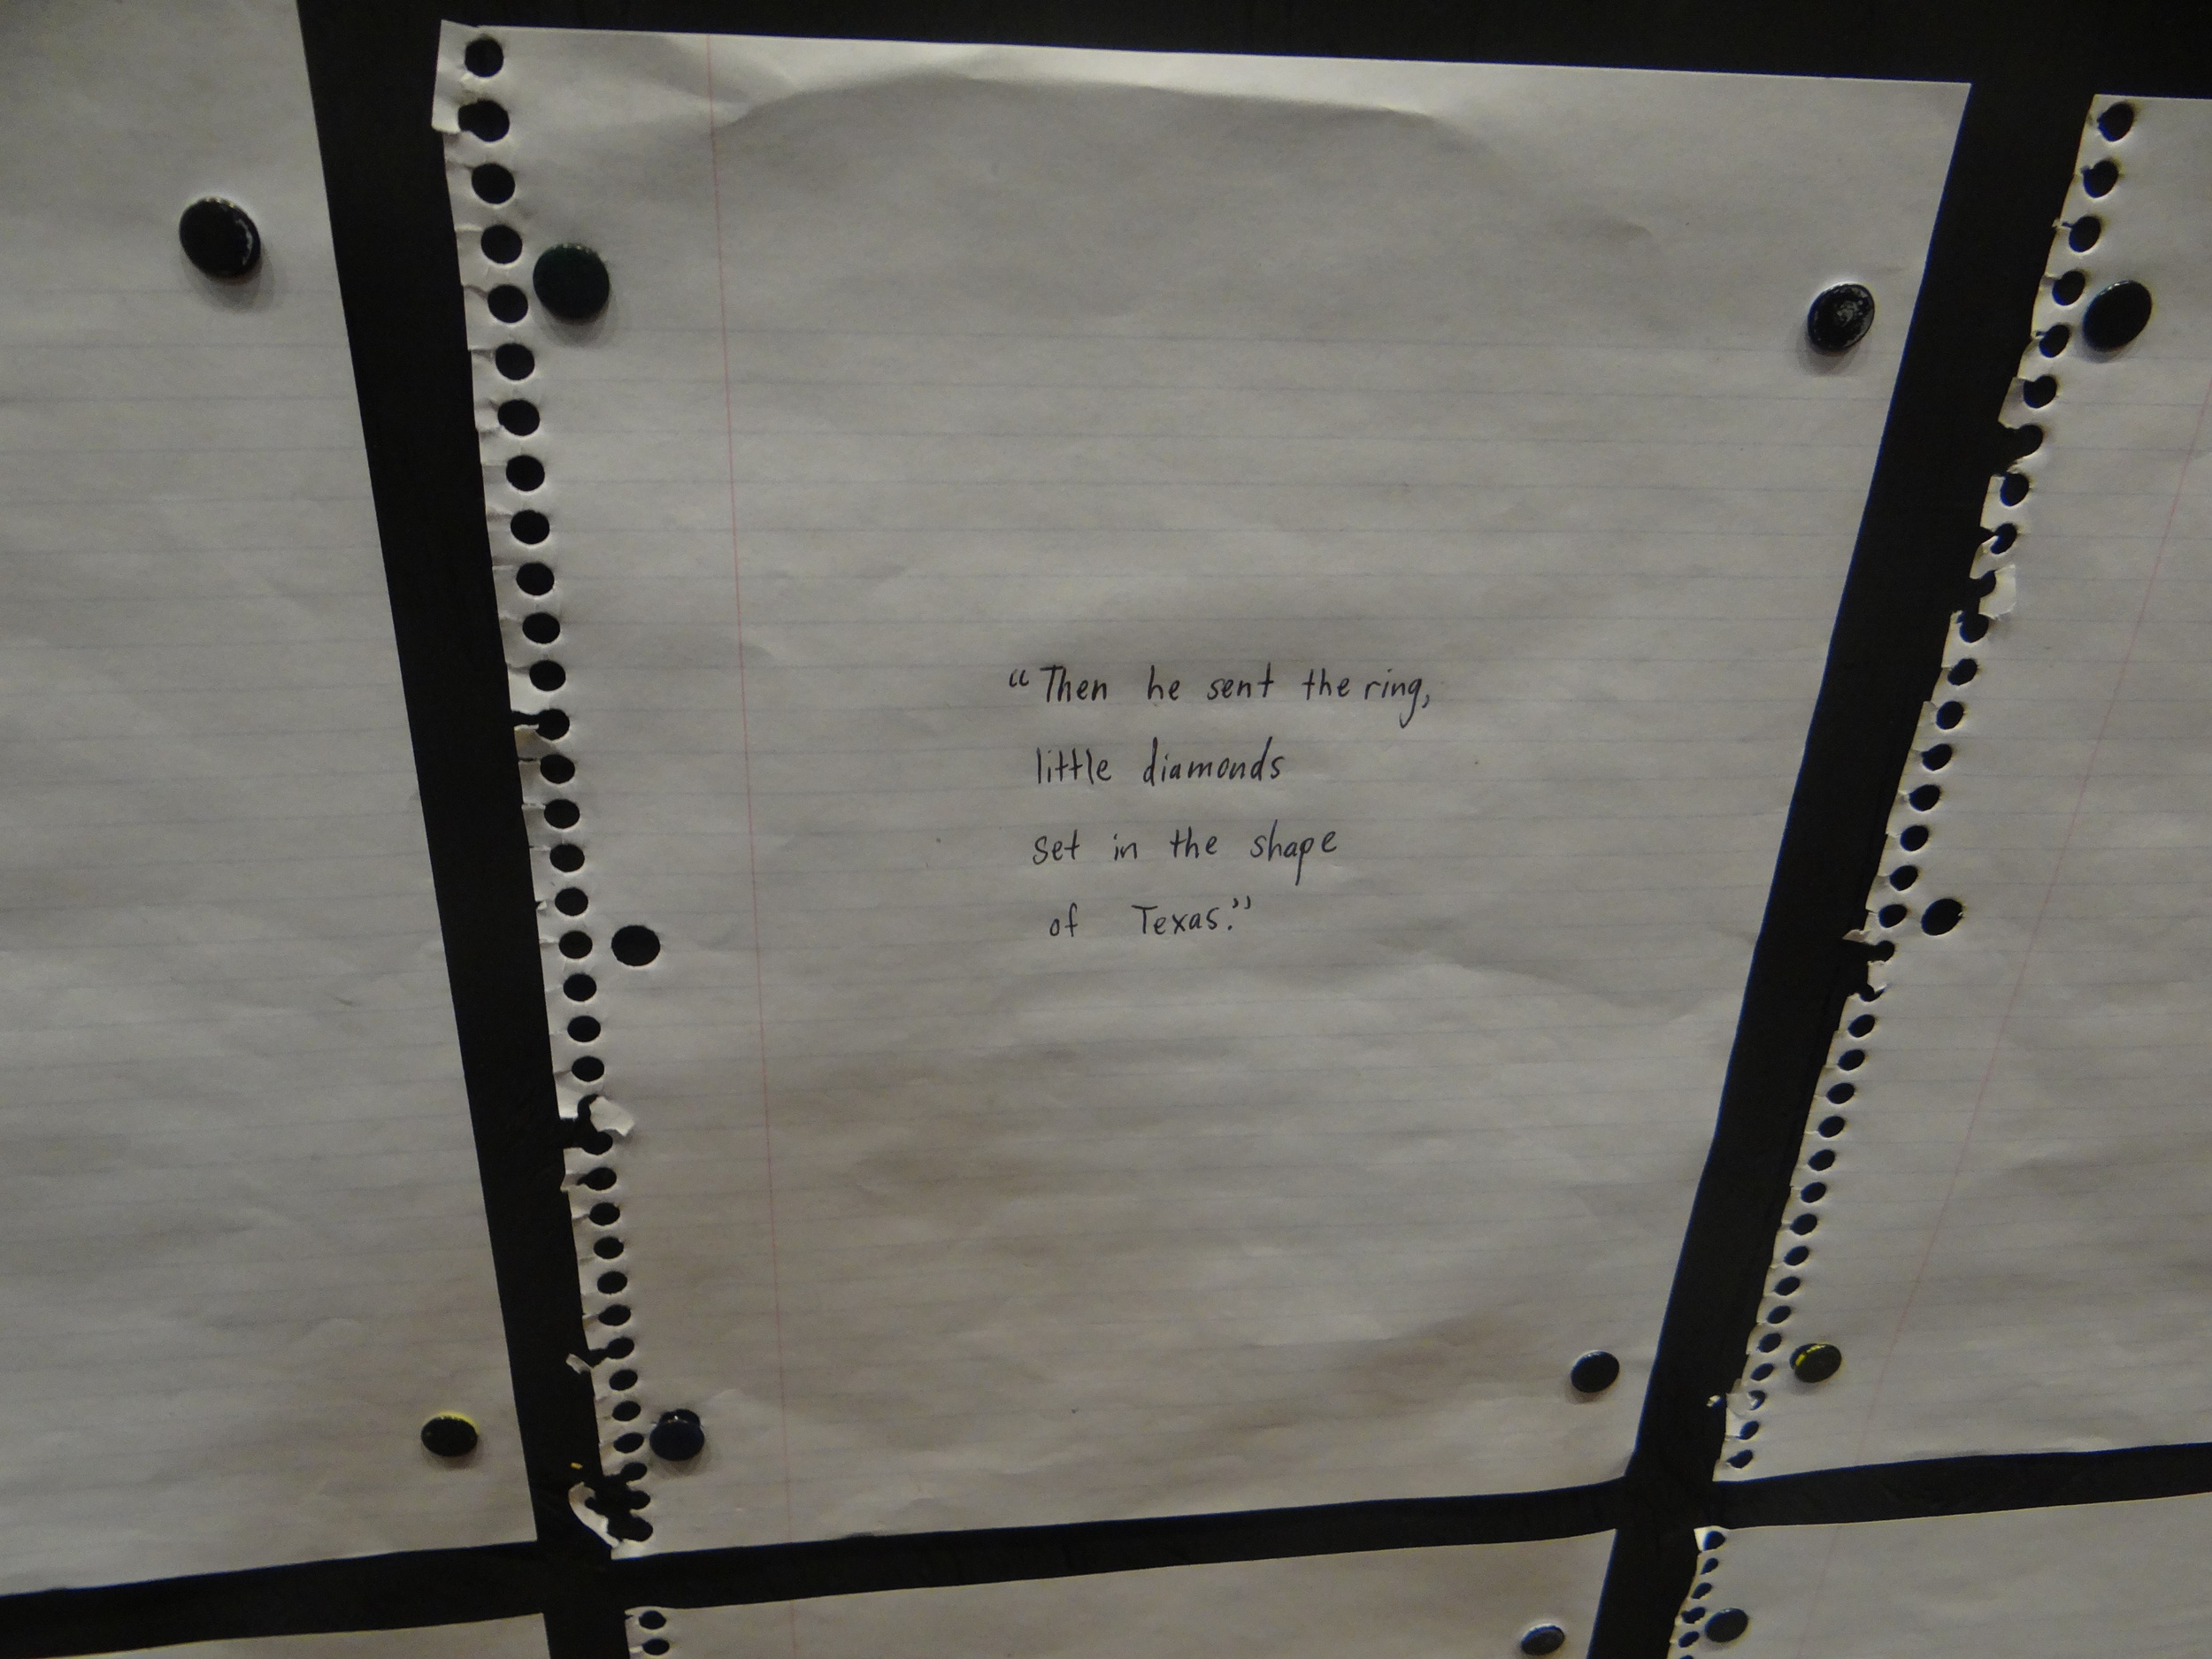 “Then he sent the ring,
little diamonds
set in the shape
of Texas.”